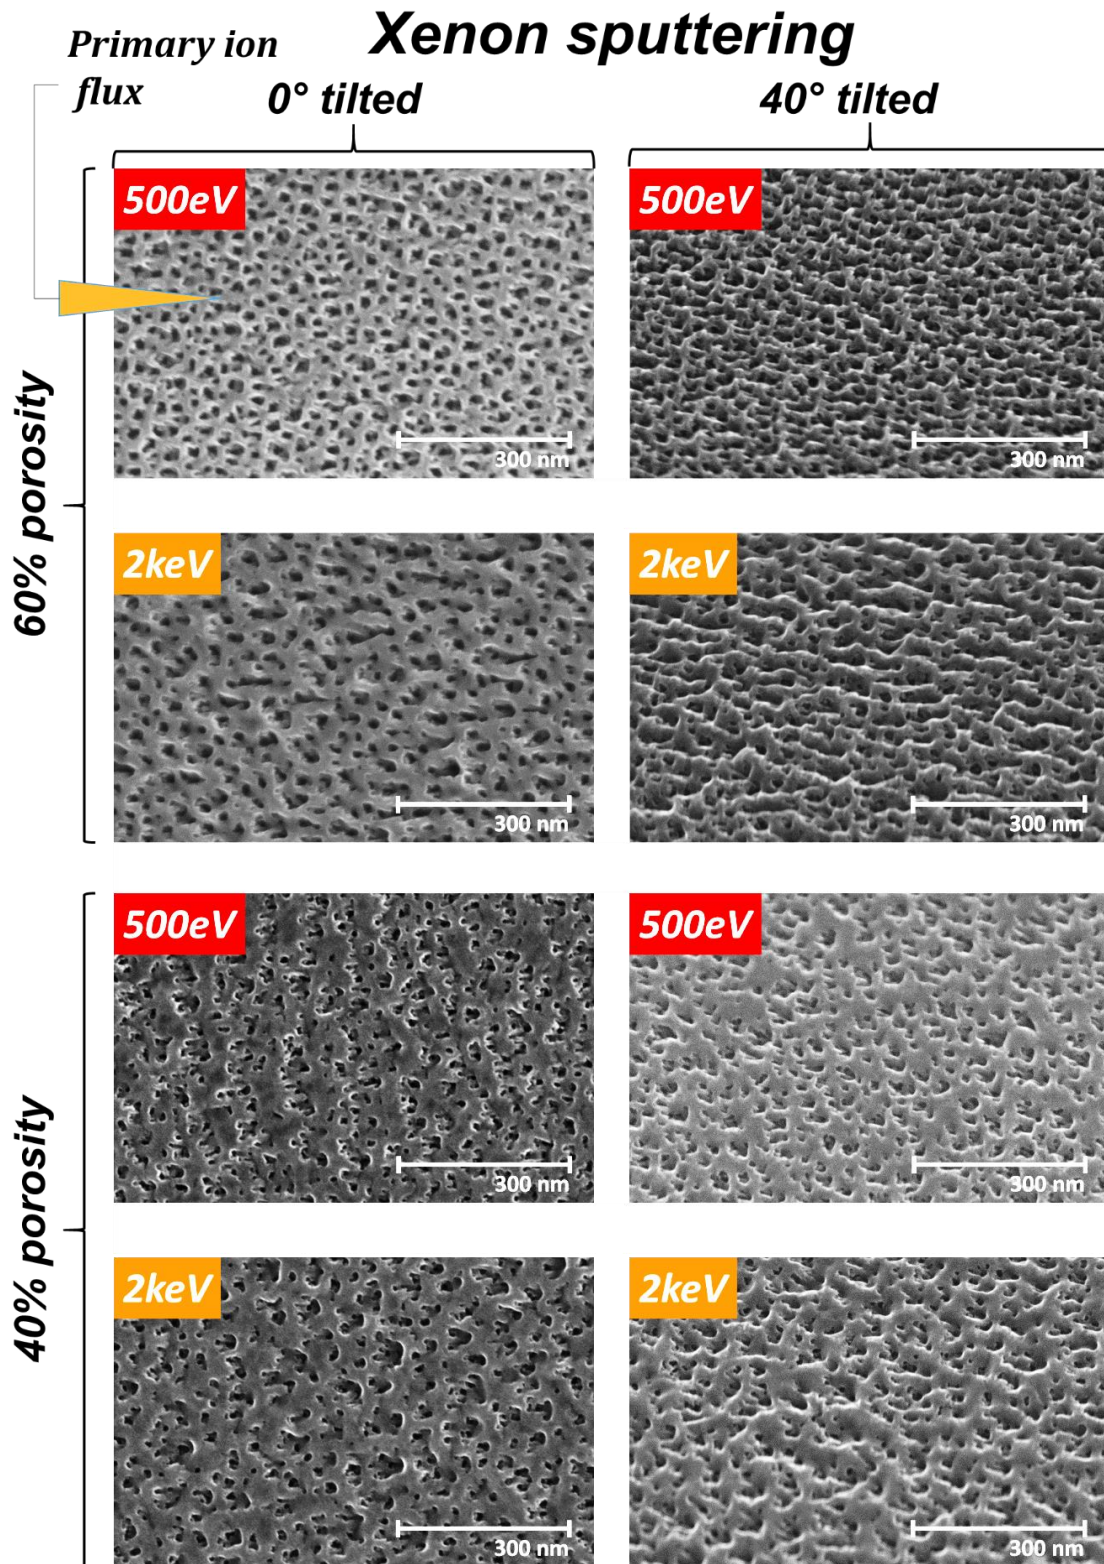 Primary ion
flux
Xenon sputtering
0° tilted
40° tilted
60% porosity
500eV
300 nm
500eV
300 nm
2keV
300 nm
2keV
300 nm
40% porosity
500eV
300 nm
500eV
300 nm
2keV
300 nm
2keV
300 nm